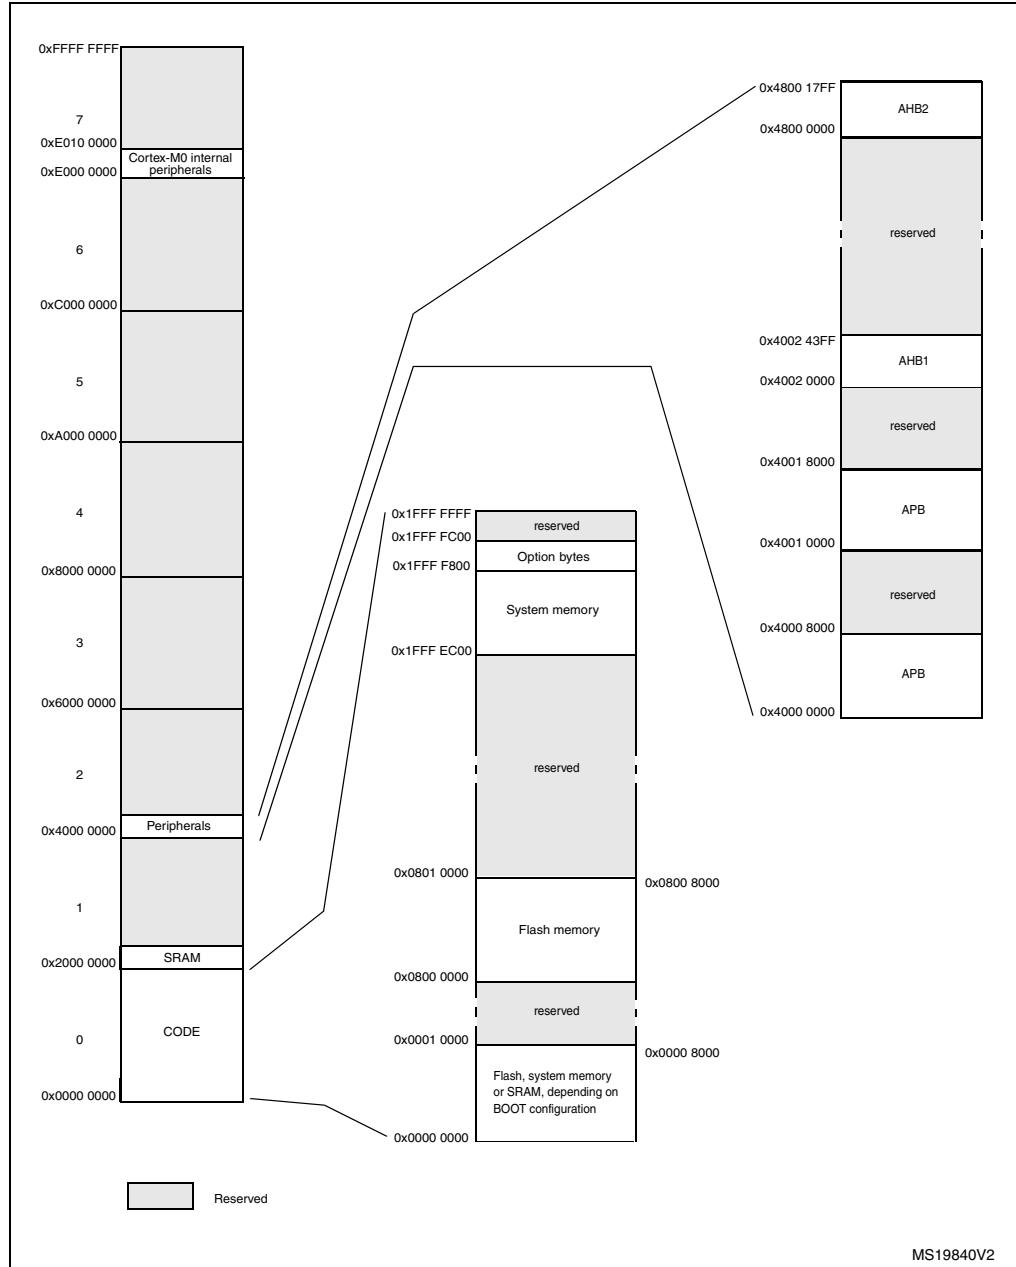 0xFFFF FFFF
7
0xE010 0000
Cortex-M0 internal
peripherals
0xE000 0000
6
0xC000 0000
5
0xA000 0000
4
0x8000 0000
3
0x6000 0000
2
Peripherals
0x4000 0000
1
SRAM
0x2000 0000
CODE
0
0x0000 0000
0x1FFF FFFF
reserved
0x1FFF FC00
Option bytes
0x1FFF F800
System memory
0x1FFF EC00
reserved
0x0801 0000
0x0800 8000
Flash memory
0x0800 0000
reserved
0x0001 0000
0x0000 8000
Flash, system memory
or SRAM, depending on
BOOT configuration
0x0000 0000
0x4800 17FF
AHB2
0x4800 0000
reserved
0x4002 43FF
AHB1
0x4002 0000
reserved
0x4001 8000
APB
0x4001 0000
reserved
0x4000 8000
APB
0x4000 0000
Reserved
MS19840V2